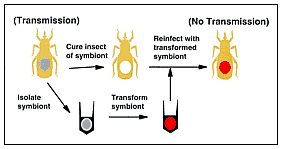 (Transmission)
(No Transmission)
Cure insect
of symbiont
Reinfect with
transformed
symbiont
Isolate
symbiont
Transform
symbiont